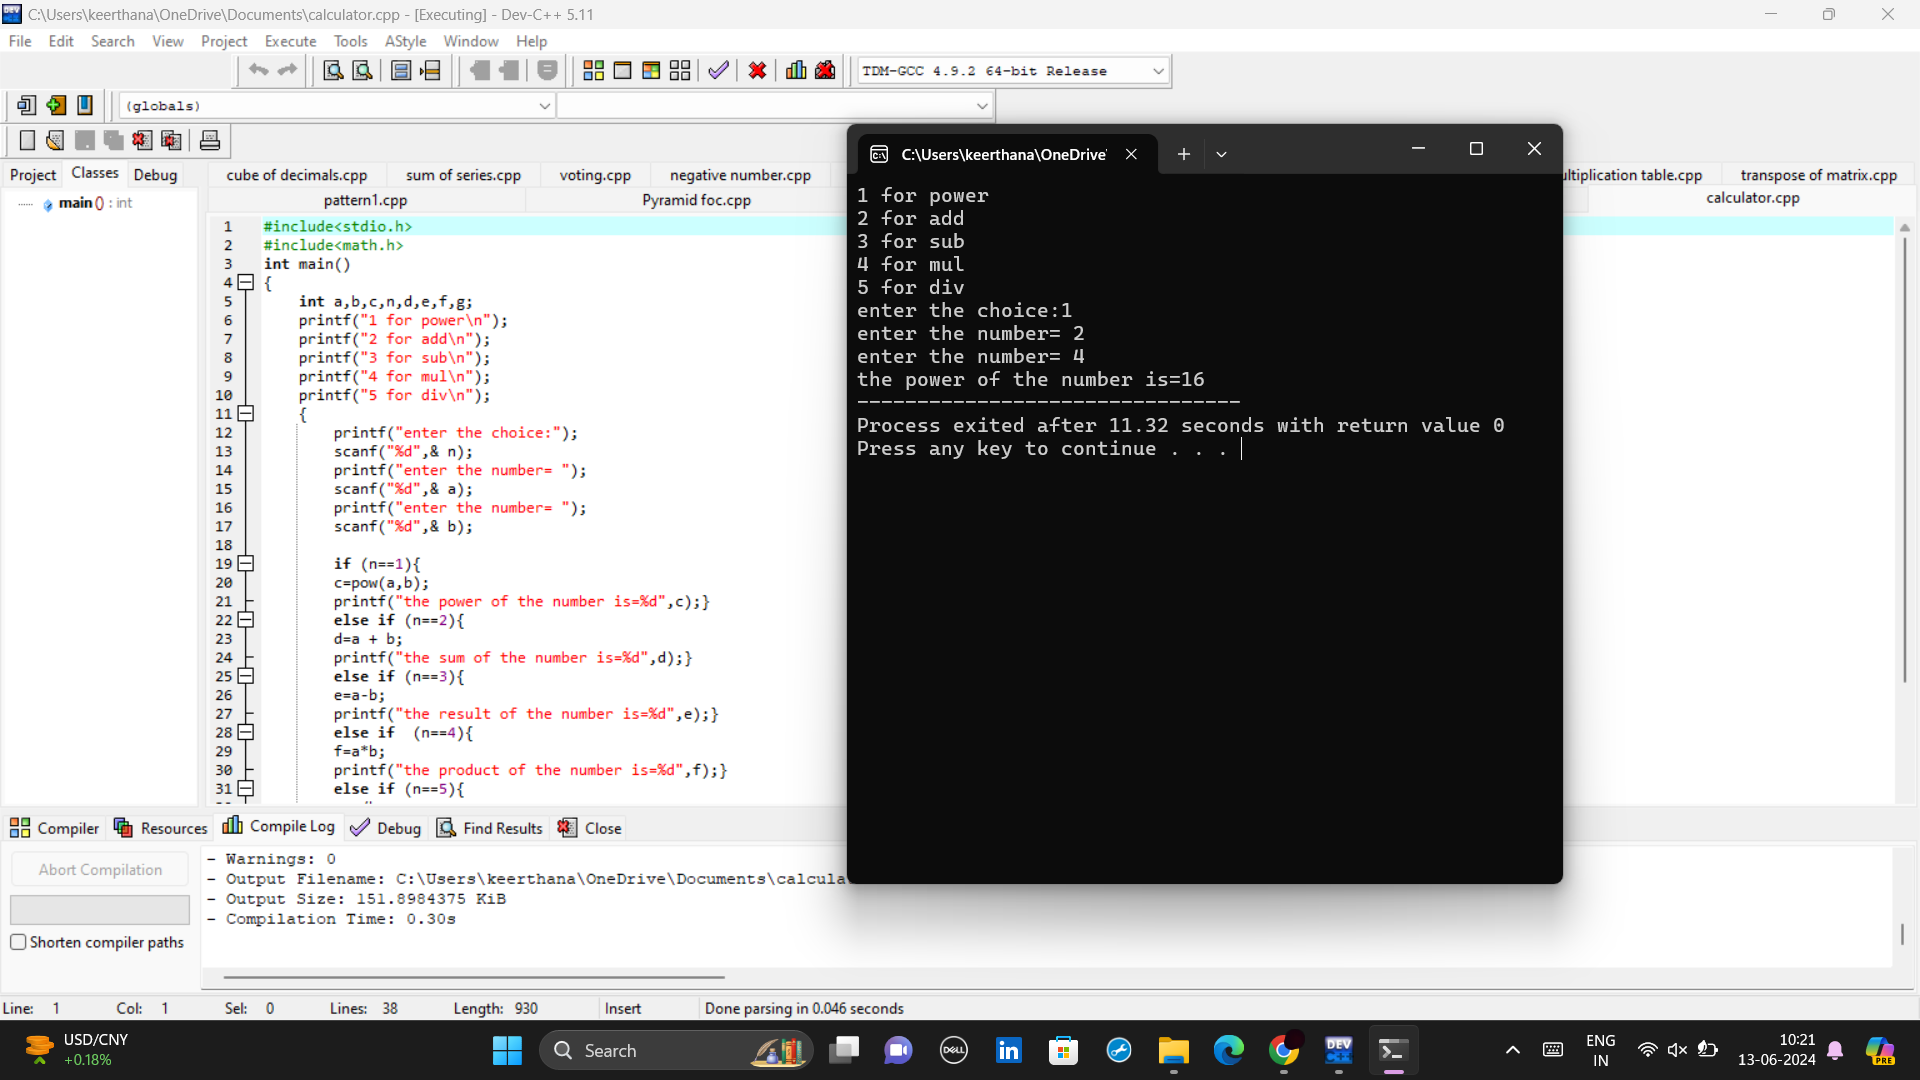 C:\Users\keerthana\OneDrive\Documents\calculator.cpp - [Executing] - Dev-C++ 5.11
File Edit Search View Project Execute Tools AStyle Window Help
TDM-GCC 4.9.2 64-bit Release
(globals)
Project Classes Debug
main () : int
cube of decimals.cpp sum of series.cpp voting.cpp negative number.cpp transpose of matrix.cpp
pattern1.cpp Pyramid foc.cpp calculator.cpp
1 #include<stdio.h>
2 #include<math.h>
3 int main()
4 {
5 int a,b,c,n,d,e,f,g;
6 printf("1 for power\n");
7 printf("2 for add\n");
8 printf("3 for sub\n");
9 printf("4 for mul\n");
10 printf("5 for div\n");
11 {
12 printf("enter the choice:");
13 scanf("%d",& n);
14 printf("enter the number= ");
15 scanf("%d",& a);
16 printf("enter the number= ");
17 scanf("%d",& b);
18
19 if (n==1){
20 c=pow(a,b);
21 printf("the power of the number is=%d",c);}
22 else if (n==2){
23 d=a + b;
24 printf("the sum of the number is=%d",d);}
25 else if (n==3){
26 e=a-b;
27 printf("the result of the number is=%d",e);}
28 else if  (n==4){
29 f=a*b;
30 printf("the product of the number is=%d",f);}
31 else if (n==5){
C:\Users\keerthana\OneDrive'
1 for power
2 for add
3 for sub
4 for mul
5 for div
enter the choice:1
enter the number= 2
enter the number= 4
the power of the number is=16
--------------------------------
Process exited after 11.32 seconds with return value 0
Press any key to continue . . .
Compiler Resources Compile Log Debug Find Results Close
Abort Compilation
Shorten compiler paths
- Warnings: 0
- Output Filename: C:\Users\keerthana\OneDrive\Documents\calcula
- Output Size: 151.8984375 KiB
- Compilation Time: 0.30s
Line: 1 Col: 1 Sel: 0 Lines: 38 Length: 930 Insert Done parsing in 0.046 seconds
USD/CNY
+0.18%
Search
DELL
in
DEV
C++
ENG
IN
10:21
13-06-2024
PRE